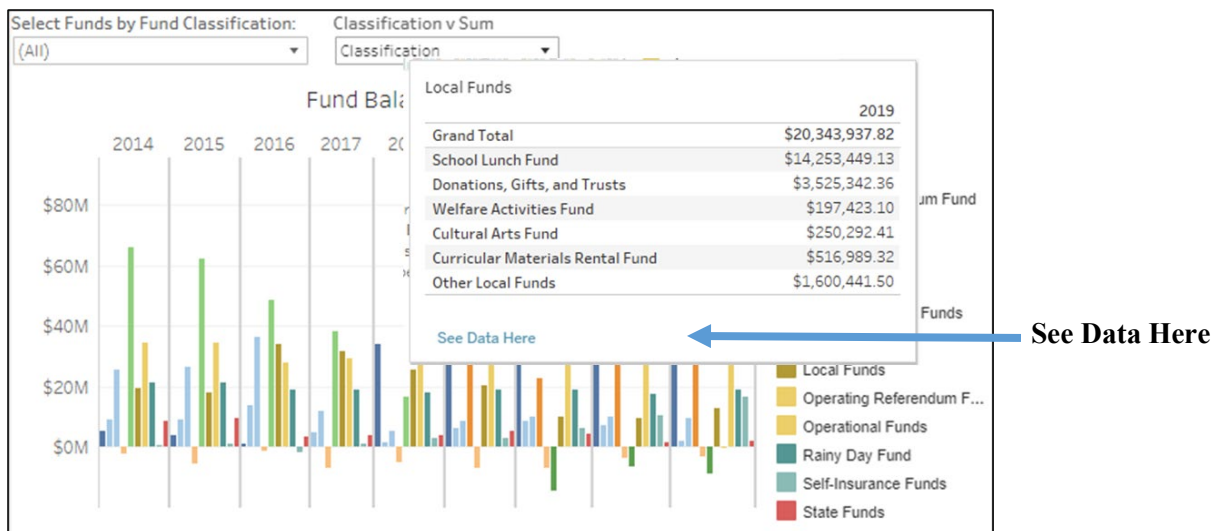 Select Funds by Fund Classification: Classification v Sum
(All) Classification
Fund Bala
2014 2015 2016 2017 20
$80M
$60M
$40M
$20M
$0M
Local Funds
2019
Grand Total $20,343,937.82
School Lunch Fund $14,253,449.13
Donations, Gifts, and Trusts $3,525,342.36
Welfare Activities Fund $197,423.10
Cultural Arts Fund $250,292.41
Curricular Materials Rental Fund $516,989.32
Other Local Funds $1,600,441.50
See Data Here
um Fund
Funds
See Data Here
Local Funds
Operating Referendum F...
Operational Funds
Rainy Day Fund
Self-Insurance Funds
State Funds